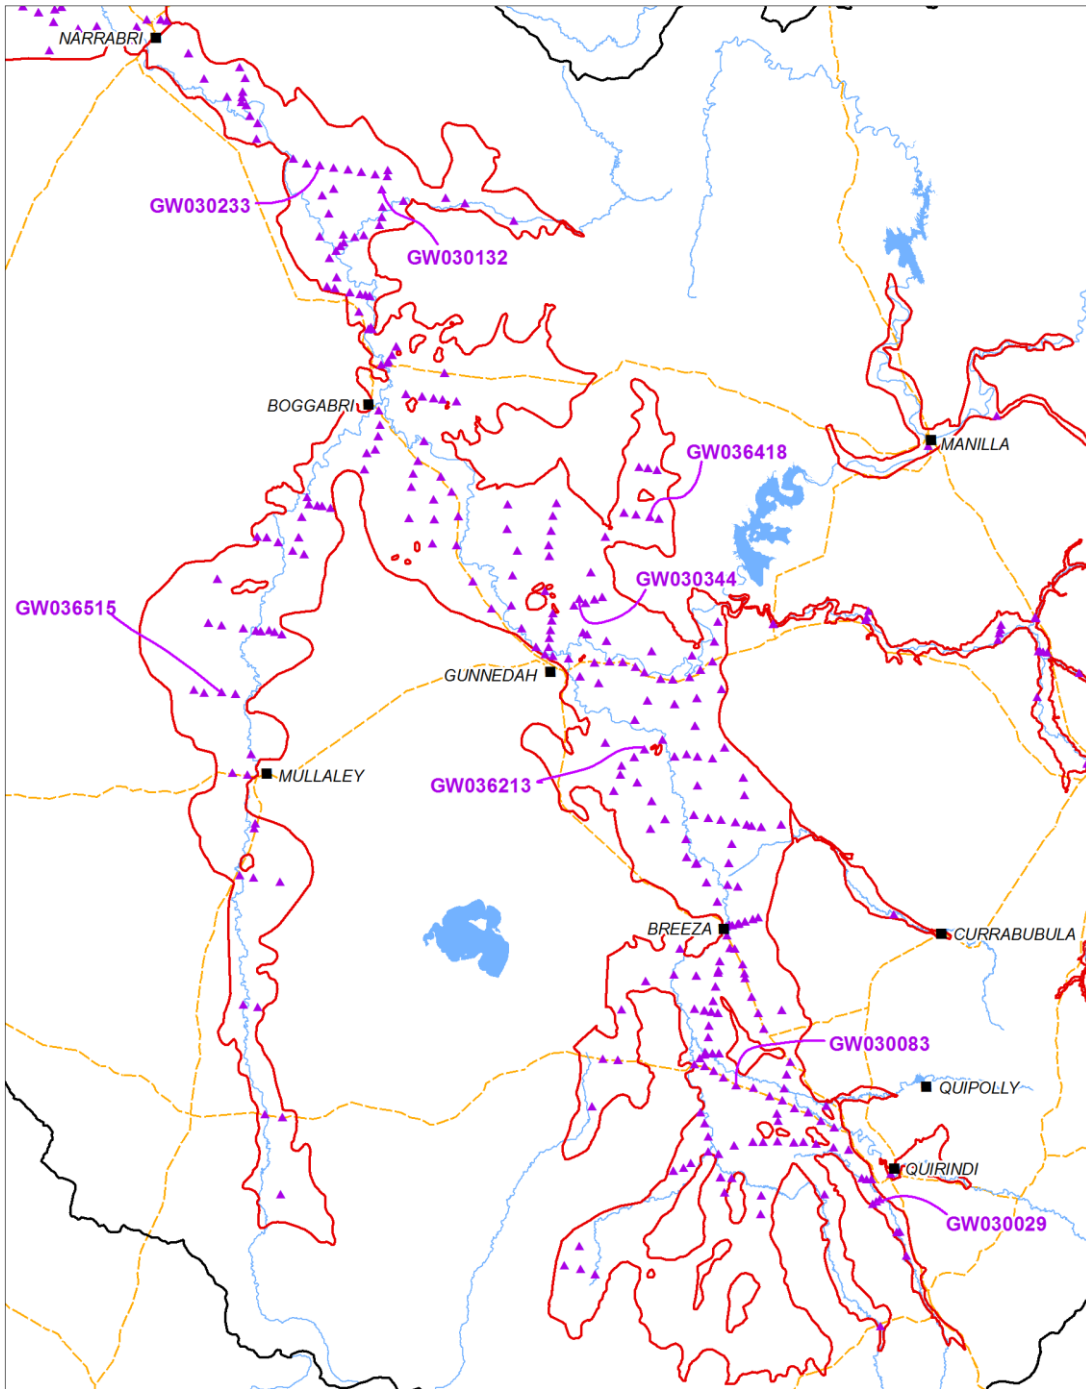 NARRABRI
GW030233
GW030132
BOGGABRI
MANILLA
GW036418
GW030344
GW036515
GUNNEDAH
MULLALEY
GW036213
BREEZA
CURRABUBULA
GW030083
QUIPOLLY
QUIRINDI
GW030029